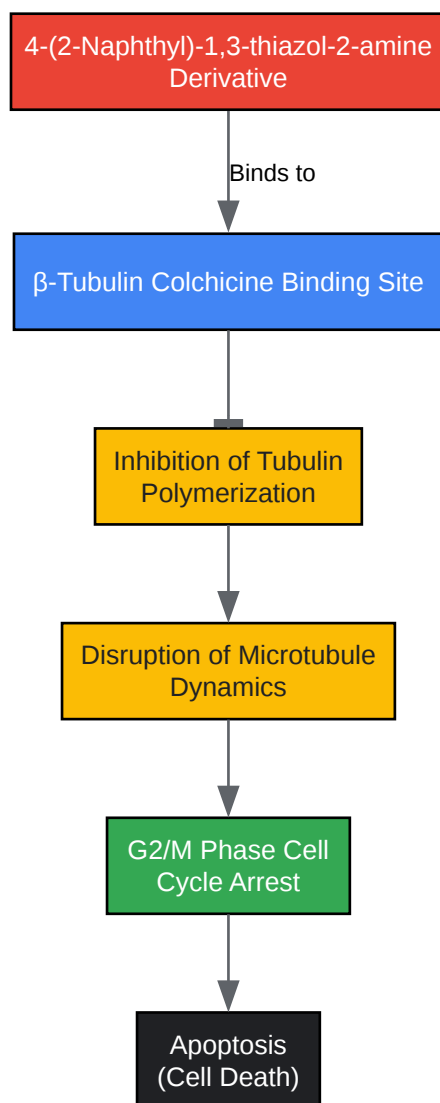 4-(2-Naphthyl)-1,3-thiazol-2-amine
Derivative
Binds to
β-Tubulin Colchicine Binding Site
Inhibition of Tubulin
Polymerization
Disruption of Microtubule
Dynamics
G2/M Phase Cell
Cycle Arrest
Apoptosis
(Cell Death)